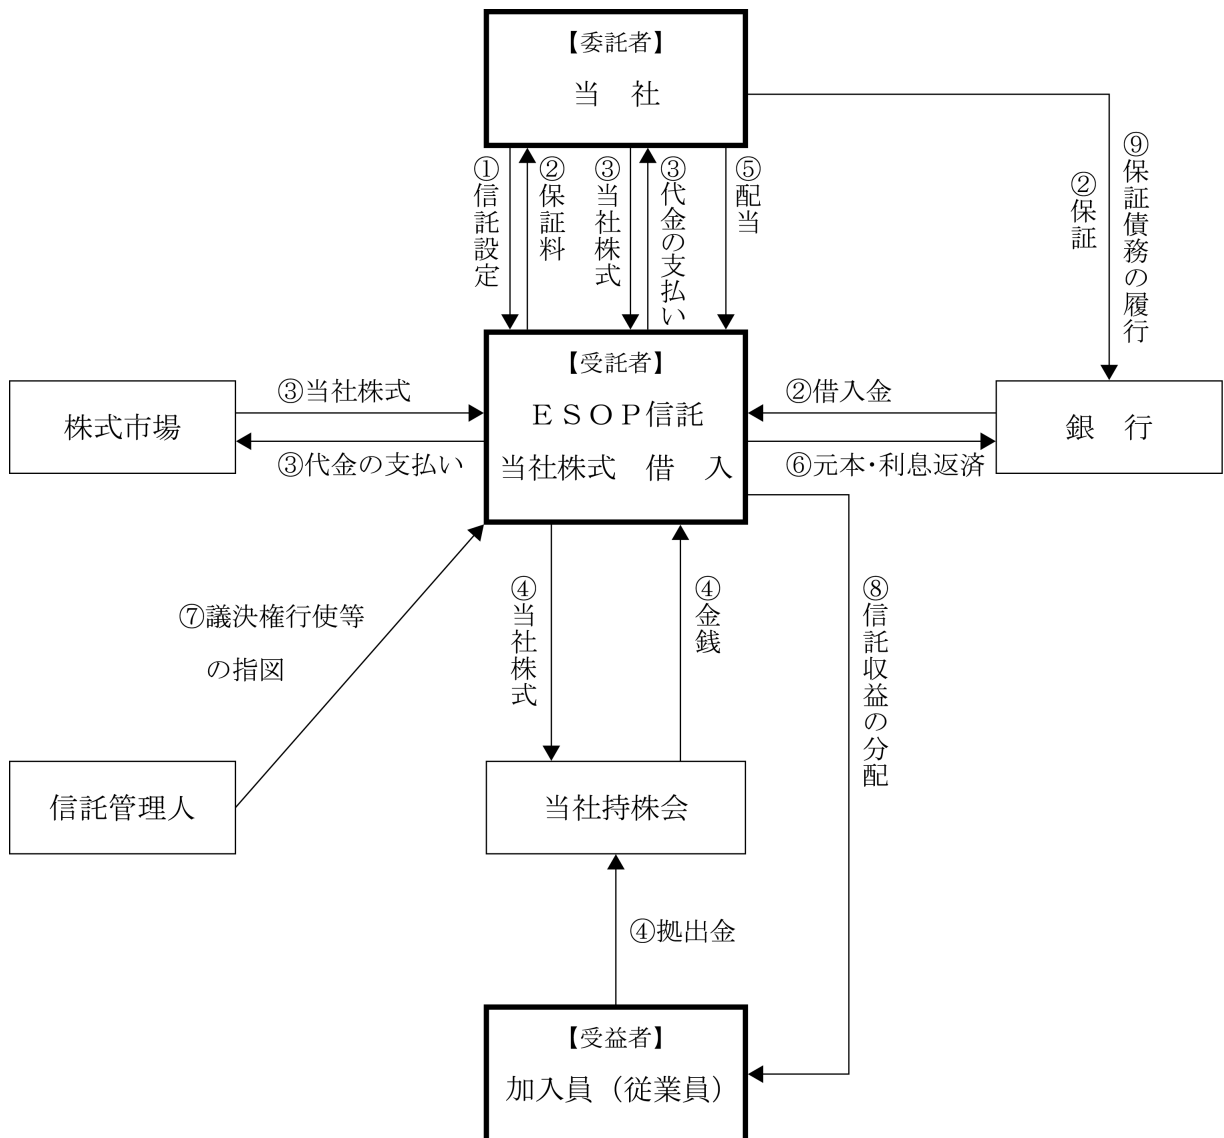 【委託者】
当　社
①信託設定
②保証料
③当社株式
③代金の支払い
⑤配当
②保証
⑨保証債務の履行
【受託者】
ＥＳＯＰ信託
当社株式　借　入
株式市場
③当社株式
③代金の支払い
②借入金
⑥元本・利息返済
銀　行
⑦議決権行使等
の指図
④当社株式
④金銭
⑧信託収益の分配
信託管理人
当社持株会
④拠出金
【受益者】
加入員（従業員）